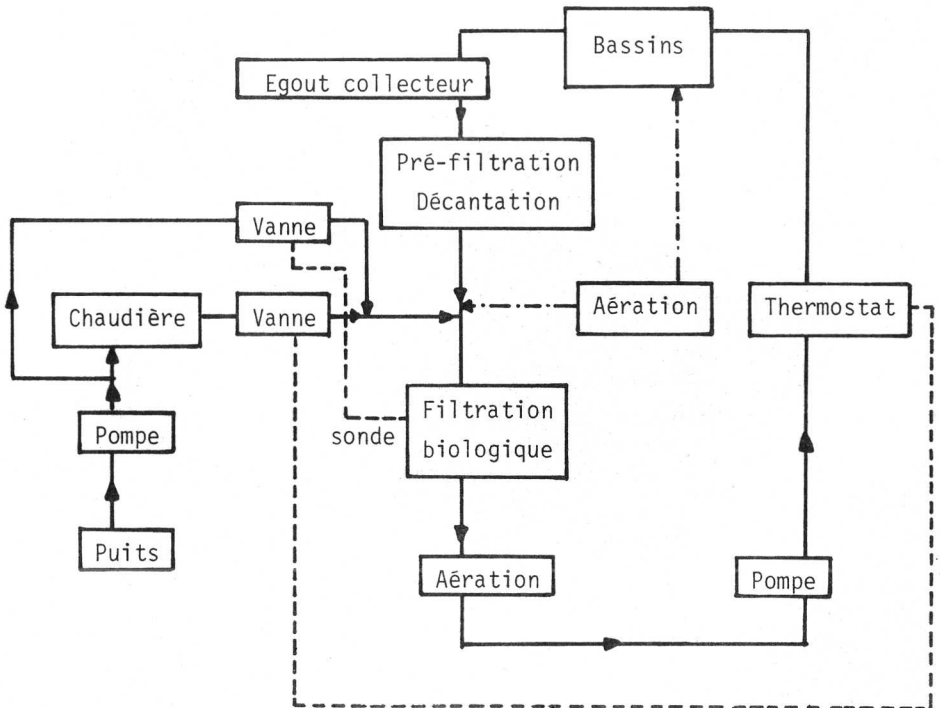 Bassins
Egout collecteur
Pré-filtration
Décantation
Vanne
Aération
Thermostat
Chaudière
Vanne
Filtration
biologique
sonde
Pompe
Puits
Aération
Pompe